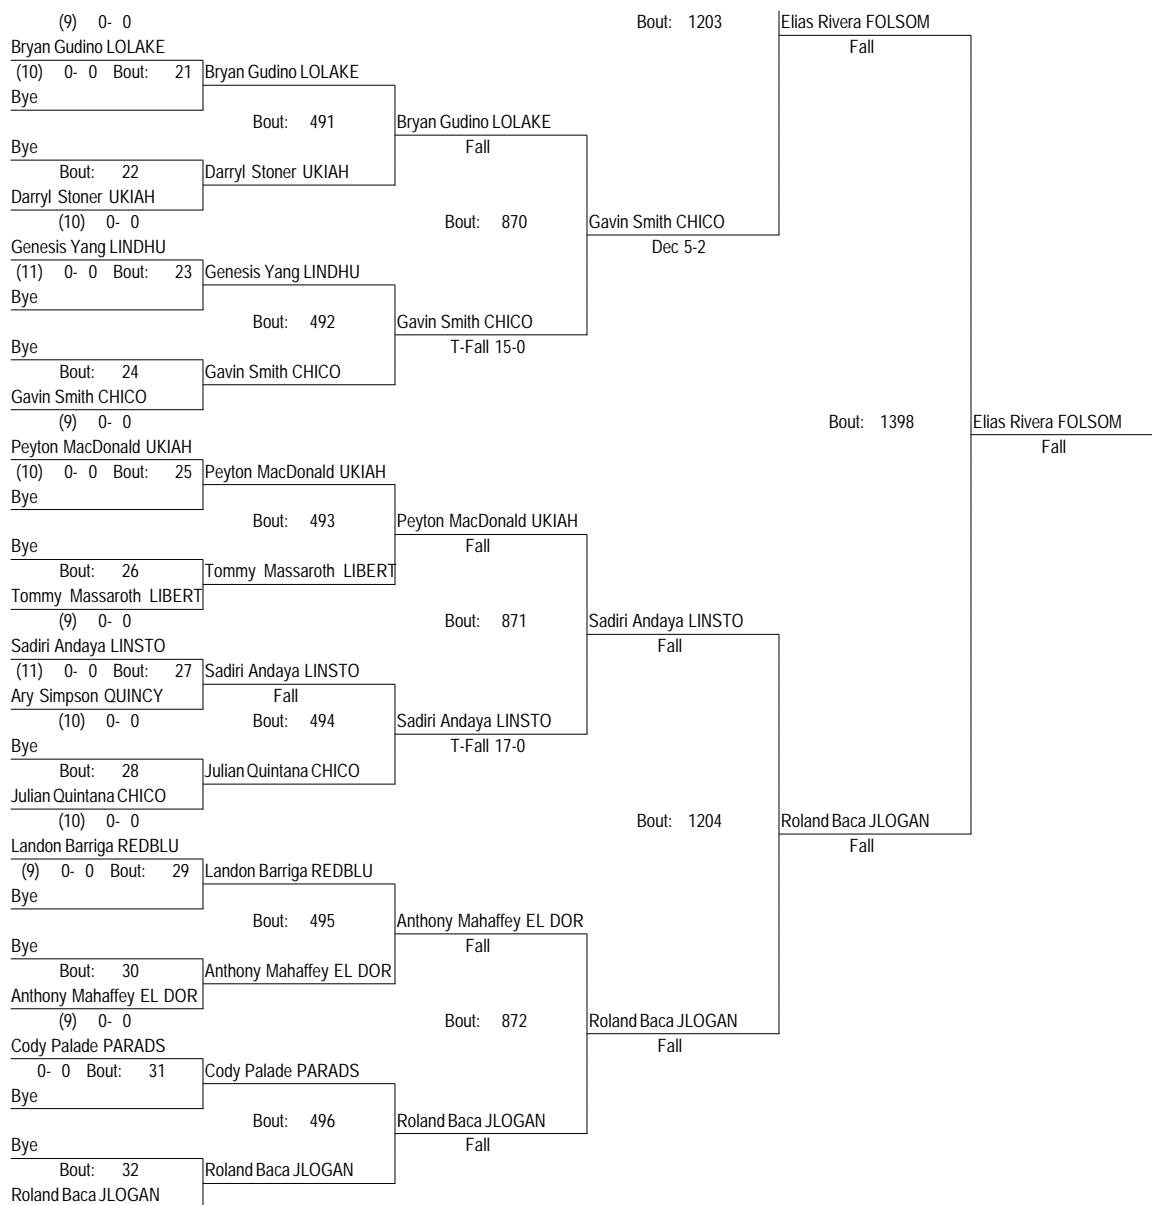 (9) 0- 0
Bout: 1203
Elias Rivera FOLSOM
Fall
Bryan Gudino LOLAKE
(10) 0- 0 Bout: 21
Bryan Gudino LOLAKE
Bye
Bout: 491
Bryan Gudino LOLAKE
Fall
Bye
Bout: 22
Darryl Stoner UKIAH
Darryl Stoner UKIAH
(10) 0- 0
Bout: 870
Gavin Smith CHICO
Dec 5-2
Genesis Yang LINDHU
(11) 0- 0 Bout: 23
Genesis Yang LINDHU
Bye
Bout: 492
Gavin Smith CHICO
T-Fall 15-0
Bye
Bout: 24
Gavin Smith CHICO
Gavin Smith CHICO
(9) 0- 0
Bout: 1398
Elias Rivera FOLSOM
Fall
Peyton MacDonald UKIAH
(10) 0- 0 Bout: 25
Peyton MacDonald UKIAH
Bye
Bout: 493
Peyton MacDonald UKIAH
Fall
Bye
Bout: 26
Tommy Massaroth LIBERT
Tommy Massaroth LIBERT
(9) 0- 0
Bout: 871
Sadiri Andaya LINSTO
Fall
Sadiri Andaya LINSTO
(11) 0- 0 Bout: 27
Sadiri Andaya LINSTO
Fall
Ary Simpson QUINCY
(10) 0- 0
Bout: 494
Sadiri Andaya LINSTO
T-Fall 17-0
Bye
Bout: 28
Julian Quintana CHICO
Julian Quintana CHICO
(10) 0- 0
Bout: 1204
Roland Baca JLOGAN
Fall
Landon Barriga REDBLU
(9) 0- 0 Bout: 29
Landon Barriga REDBLU
Bye
Bout: 495
Anthony Mahaffey EL DOR
Fall
Bye
Bout: 30
Anthony Mahaffey EL DOR
Anthony Mahaffey EL DOR
(9) 0- 0
Bout: 872
Roland Baca JLOGAN
Fall
Cody Palade PARADS
0- 0 Bout: 31
Cody Palade PARADS
Bye
Bout: 496
Roland Baca JLOGAN
Fall
Bye
Bout: 32
Roland Baca JLOGAN
Roland Baca JLOGAN